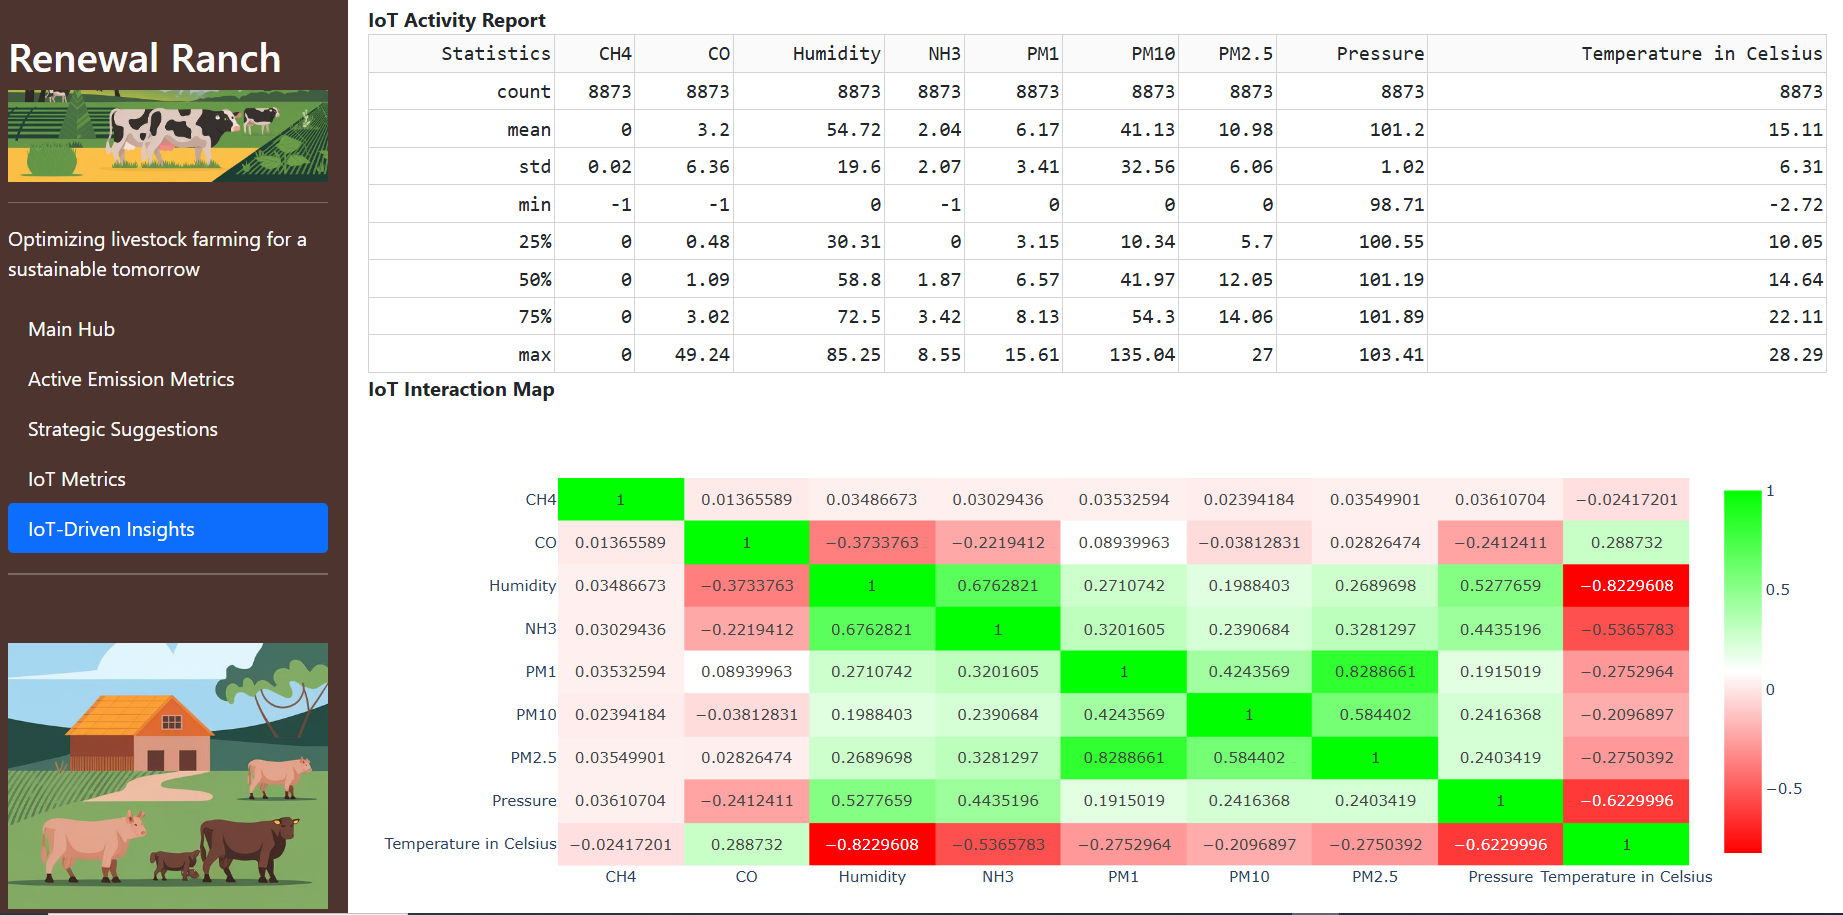 Renewal Ranch
Optimizing livestock farming for a
sustainable tomorrow
Main Hub
Active Emission Metrics
Strategic Suggestions
IoT Metrics
IoT-Driven Insights
IoT Activity Report
Statistics CH4 CO Humidity NH3 PM1 PM10 PM2.5 Pressure Temperature in Celsius
count 8873 8873 8873 8873 8873 8873 8873 8873 8873
mean 0 3.2 54.72 2.04 6.17 41.13 10.98 101.2 15.11
std 0.02 6.36 19.6 2.07 3.41 32.56 6.06 1.02 6.31
min -1 -1 0 -1 0 0 0 98.71 -2.72
25% 0 0.48 30.31 0 3.15 10.34 5.7 100.55 10.05
50% 0 1.09 58.8 1.87 6.57 41.97 12.05 101.19 14.64
75% 0 3.02 72.5 3.42 8.13 54.3 14.06 101.89 22.11
max 0 49.24 85.25 8.55 15.61 135.04 27 103.41 28.29
IoT Interaction Map
CH4 1 0.01365589 0.03486673 0.03029436 0.03532594 0.02394184 0.03549901 0.03610704 −0.02417201
CO 0.01365589 1 −0.3733763 −0.2219412 0.08939963 −0.03812831 0.02826474 −0.2412411 0.288732
Humidity 0.03486673 −0.3733763 1 0.6762821 0.2710742 0.1988403 0.2689698 0.5277659 −0.8229608
NH3 0.03029436 −0.2219412 0.6762821 1 0.3201605 0.2390684 0.3281297 0.4435196 −0.5365783
PM1 0.03532594 0.08939963 0.2710742 0.3201605 1 0.4243569 0.8288661 0.1915019 −0.2752964
PM10 0.02394184 −0.03812831 0.1988403 0.2390684 0.4243569 1 0.584402 0.2416368 −0.2096897
PM2.5 0.03549901 0.02826474 0.2689698 0.3281297 0.8288661 0.584402 1 0.2403419 −0.2750392
Pressure 0.03610704 −0.2412411 0.5277659 0.4435196 0.1915019 0.2416368 0.2403419 1 −0.6229996
Temperature in Celsius −0.02417201 0.288732 −0.8229608 −0.5365783 −0.2752964 −0.2096897 −0.2750392 −0.6229996 1
CH4 CO Humidity NH3 PM1 PM10 PM2.5 Pressure Temperature in Celsius
1
0.5
0
−0.5